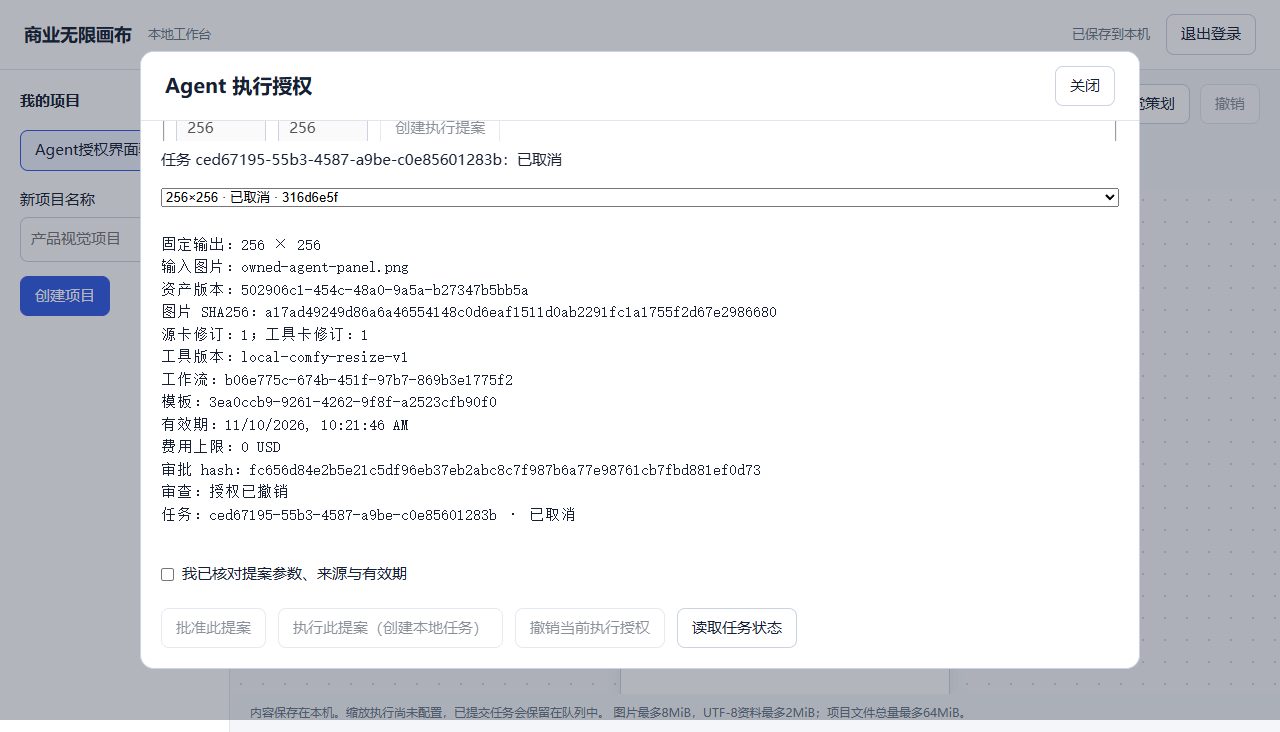 商业无限画布 本地工作台 已保存到本机 退出登录
Agent 执行授权 关闭
我的项目 策划 撤销
256 256 创建执行提案
Agent授权界面
任务 ced67195-55b3-4587-a9be-c0e85601283b：已取消
新项目名称 256×256 · 已取消 · 316d6e5f
产品视觉项目
创建项目
固定输出：256 × 256
输入图片：owned-agent-panel.png
资产版本：502906c1-454c-48a0-9a5a-b27347b5bb5a
图片 SHA256：a17ad49249d86a6a46554148c0d6eaf1511d0ab2291fc1a1755f2d67e2986680
源卡修订：1；工具卡修订：1
工具版本：local-comfy-resize-v1
工作流：b06e775c-674b-451f-97b7-869b3e1775f2
模板：3ea0ccb9-9261-4262-9f8f-a2523cfb90f0
有效期：11/10/2026, 10:21:46 AM
费用上限：0 USD
审批 hash：fc656d84e2b5e21c5df96eb37eb2abc8c7f987b6a77e98761cb7fbd881ef0d73
审查：授权已撤销
任务：ced67195-55b3-4587-a9be-c0e85601283b · 已取消
我已核对提案参数、来源与有效期
批准此提案 执行此提案（创建本地任务） 撤销当前执行授权 读取任务状态
内容保存在本机。缩放执行尚未配置，已提交任务会保留在队列中。 图片最多8MiB，UTF-8资料最多2MiB；项目文件总量最多64MiB。